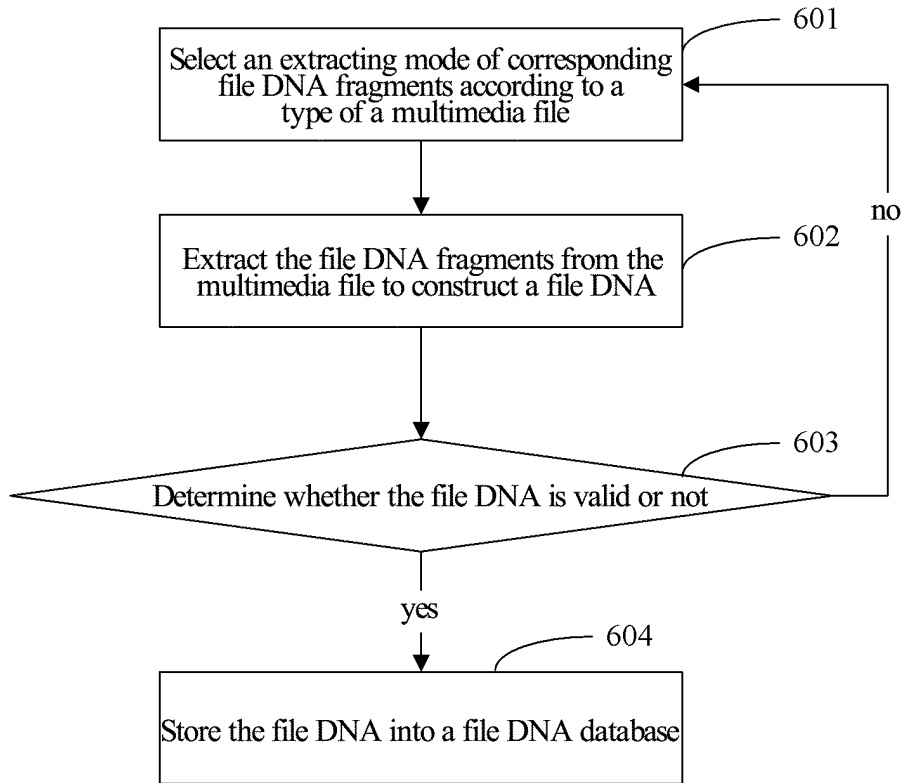 601
Select an extracting mode of corresponding
file DNA fragments according to a
type of a multimedia file
no
602
Extract the file DNA fragments from the
multimedia file to construct a file DNA
603
Determine whether the file DNA is valid or not
yes
604
Store the file DNA into a file DNA database